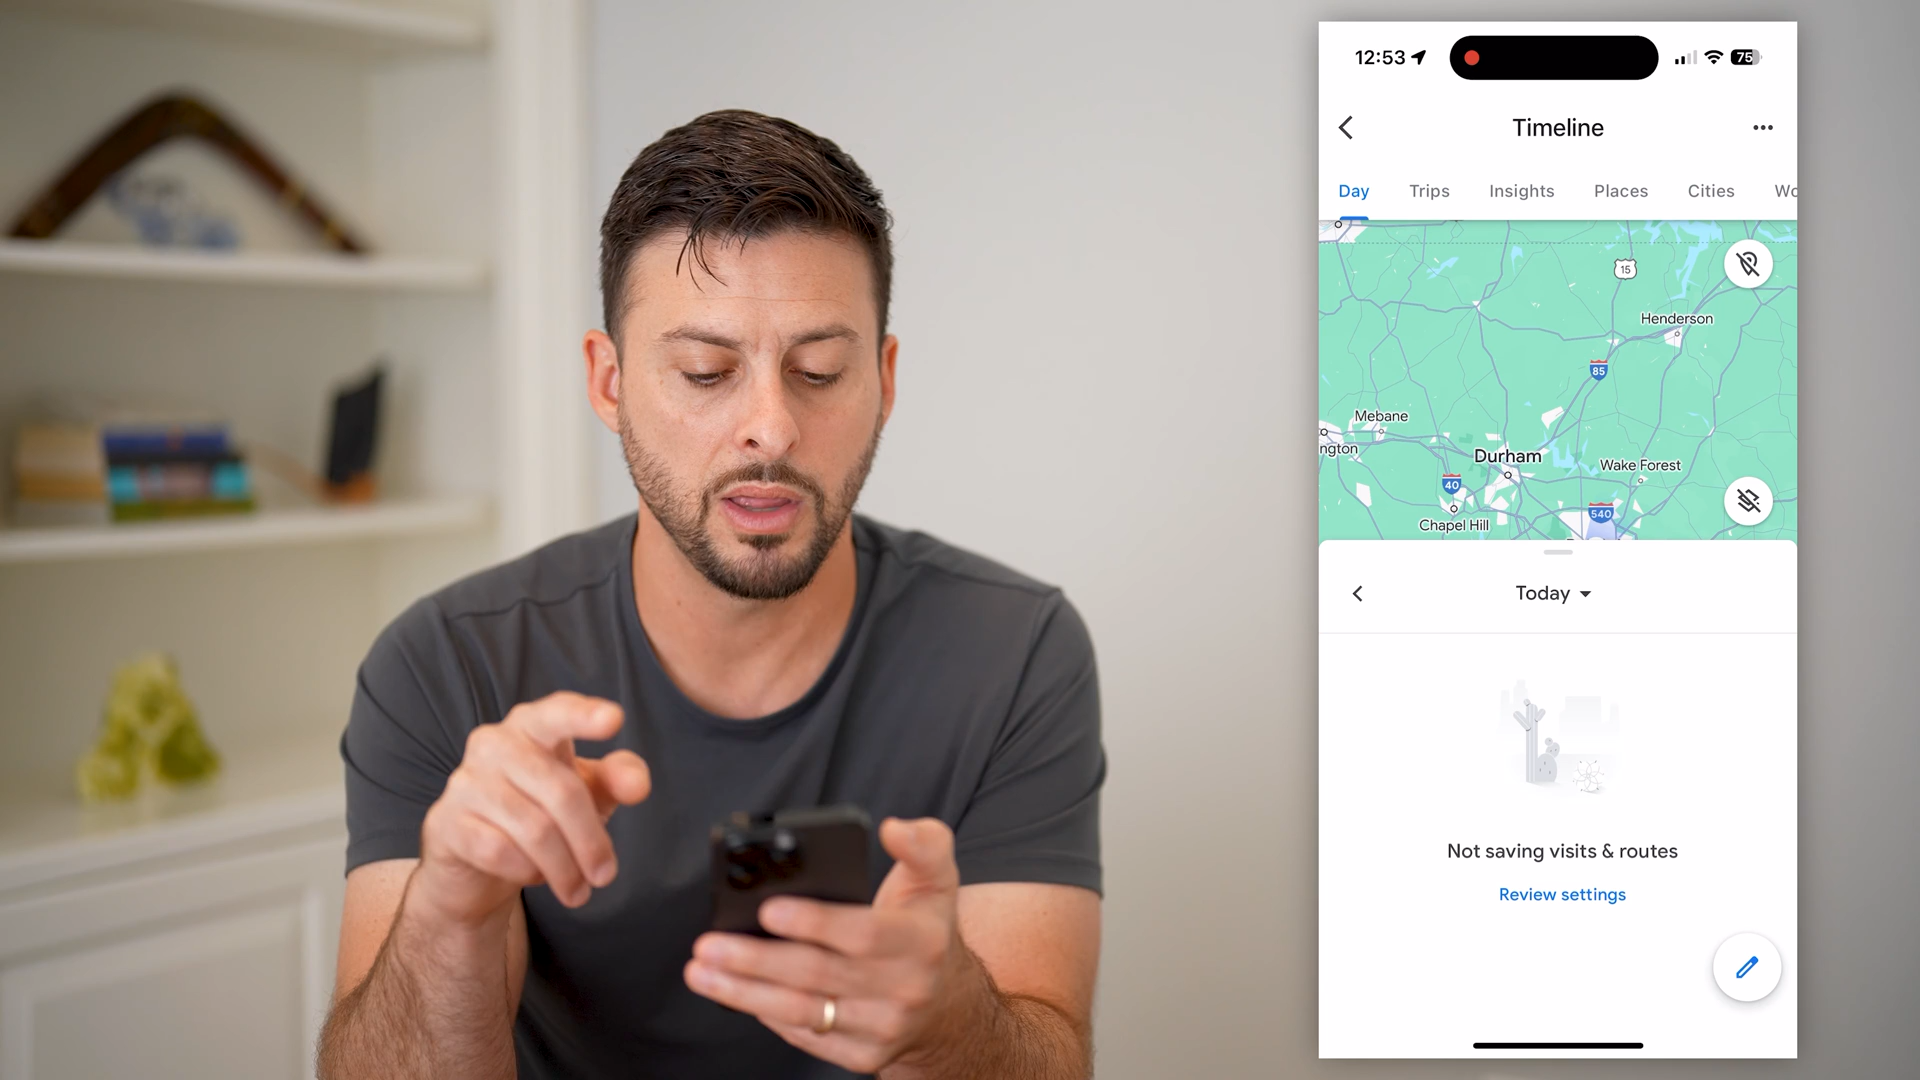 12:53
75
Timeline
Day Trips Insights Places Cities Wo
15
Henderson
85
Mebane
ngton
Durham
Wake Forest
40
540
Chapel Hill
Today
Not saving visits & routes
Review settings